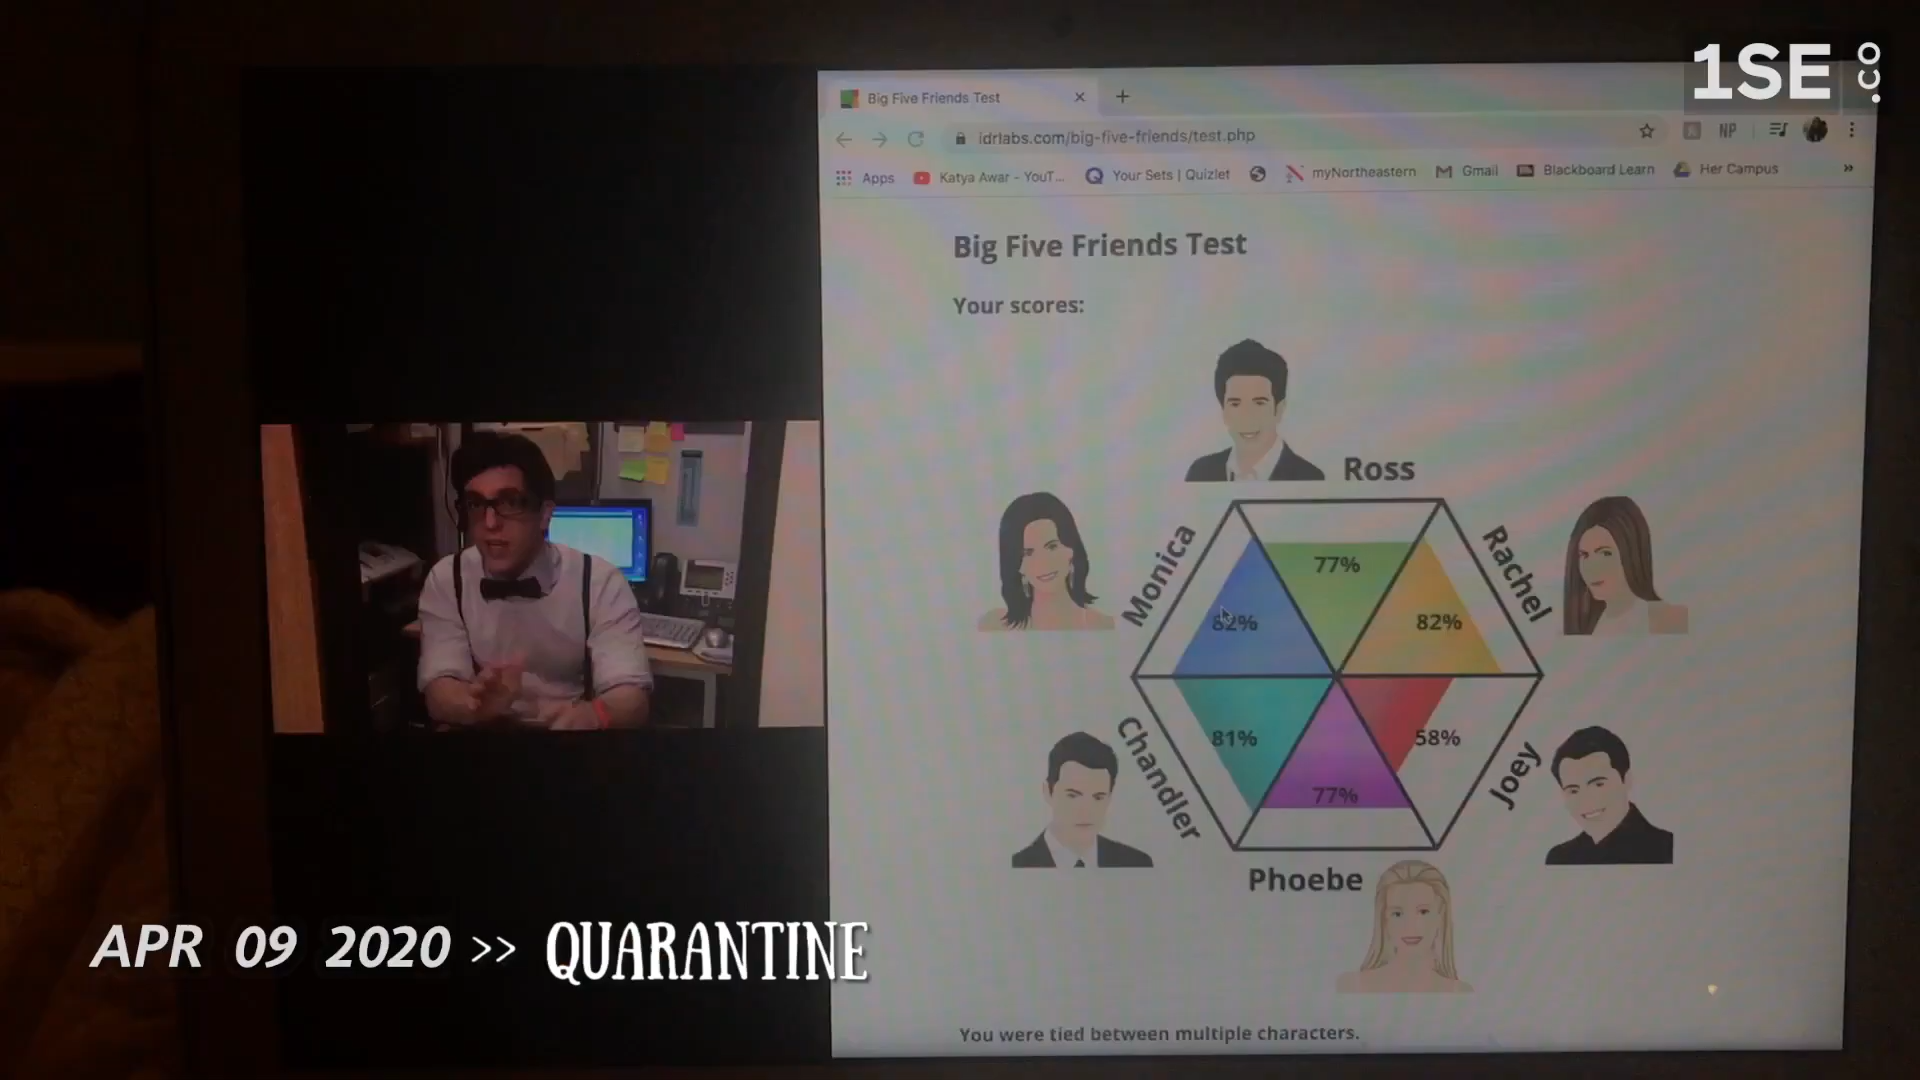 1SE.co
Big Five Friends Test
idrlabs.com/big-five-friends/test.php
NP
Apps
Katya Awar - YouT...
Your Sets | Quizlet
myNortheastern
Gmail
Blackboard Learn
Her Campus
»
Big Five Friends Test
Your scores:
Ross
Monica
Rachel
77%
82%
82%
81%
58%
77%
Chandler
Joey
Phoebe
APR 09 2020 >> QUARANTINE
You were tied between multiple characters.